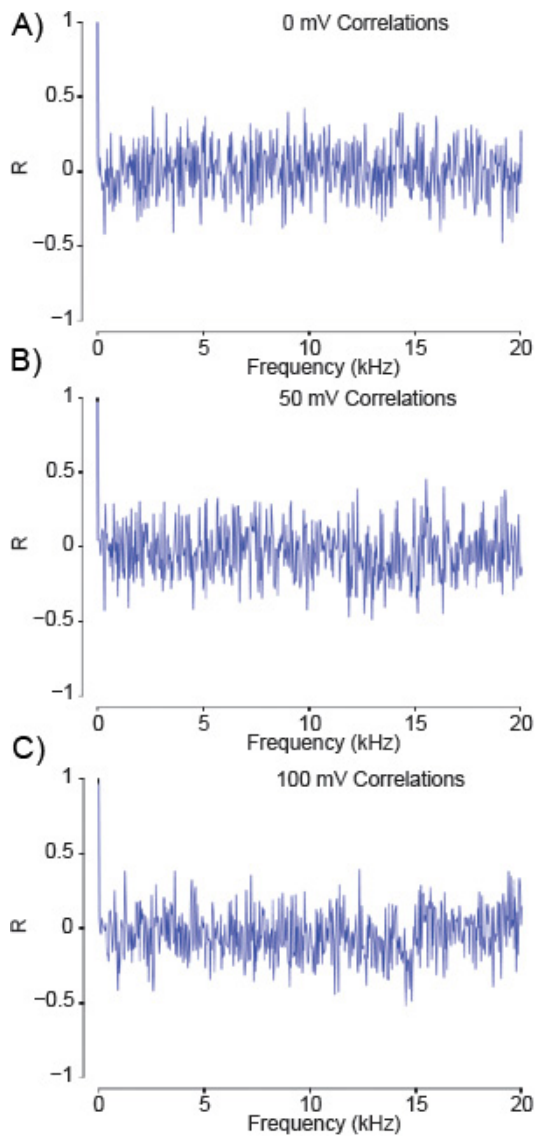 A)
0 mV Correlations
1
0.5
0
−0.5
−1
R
0 5 10 15 20
Frequency (kHz)
B)
50 mV Correlations
1
0.5
0
−0.5
−1
R
0 5 10 15 20
Frequency (kHz)
C)
100 mV Correlations
1
0.5
0
−0.5
−1
R
0 5 10 15 20
Frequency (kHz)